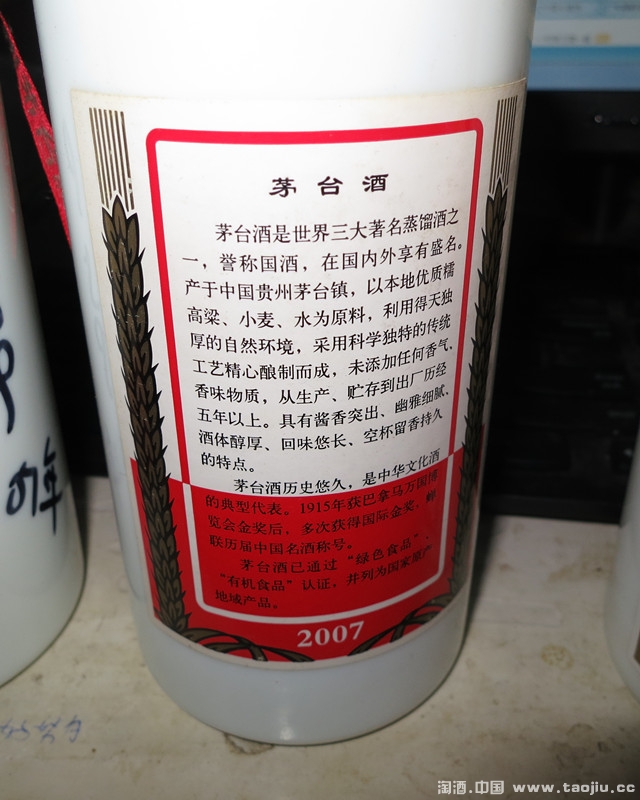 茅台酒
茅台酒是世界三大著名蒸馏酒之
一，誉称国酒，在国内外享有盛名。
产于中国贵州茅台镇，以本地优质糯
高粱、小麦、水为原料，利用得天独
厚的自然环境，采用科学独特的传统
工艺精心酿制而成，未添加任何香气、
香味物质，从生产、贮存到出厂历经
五年以上。具有酱香突出、幽雅细腻、
酒体醇厚、回味悠长、空杯留香持久
的特点。
茅台酒历史悠久，是中华文化酒
的典型代表。1915年获巴拿马万国博
览会金奖后，多次获得国际金奖，蝉
联历届中国名酒称号。
茅台酒已通过“绿色食品”、
“有机食品”认证，并列为国家原产
地域产品。
2007
07年
淘酒.中国 www.taojiu.cc